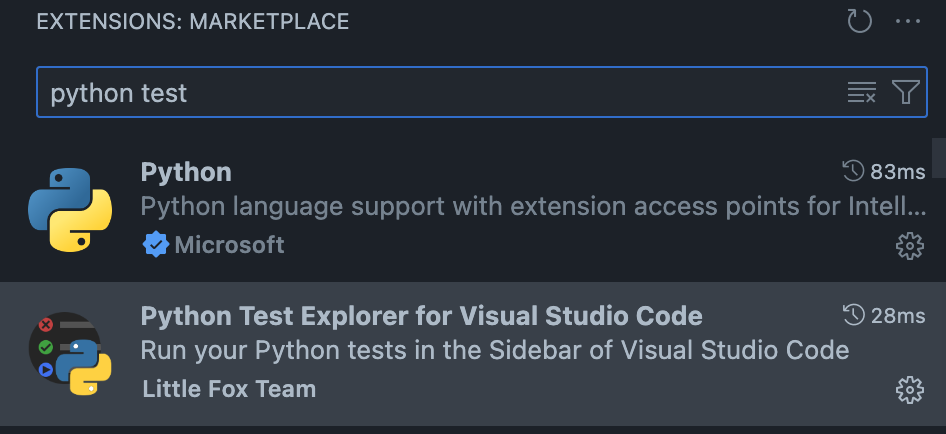 EXTENSIONS: MARKETPLACE
python test
Python
83ms
Python language support with extension access points for Intell...
Microsoft
Python Test Explorer for Visual Studio Code
28ms
Run your Python tests in the Sidebar of Visual Studio Code
Little Fox Team